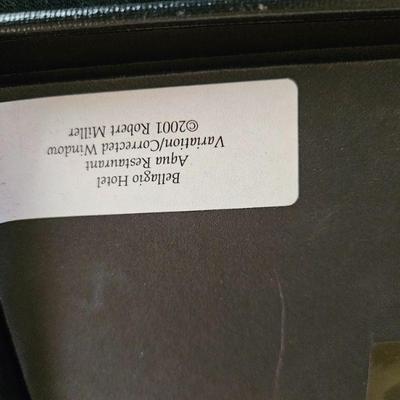 Bellagio Hotel
Aqua Restaurant
Variation/Corrected Window
©2001 Robert Miller